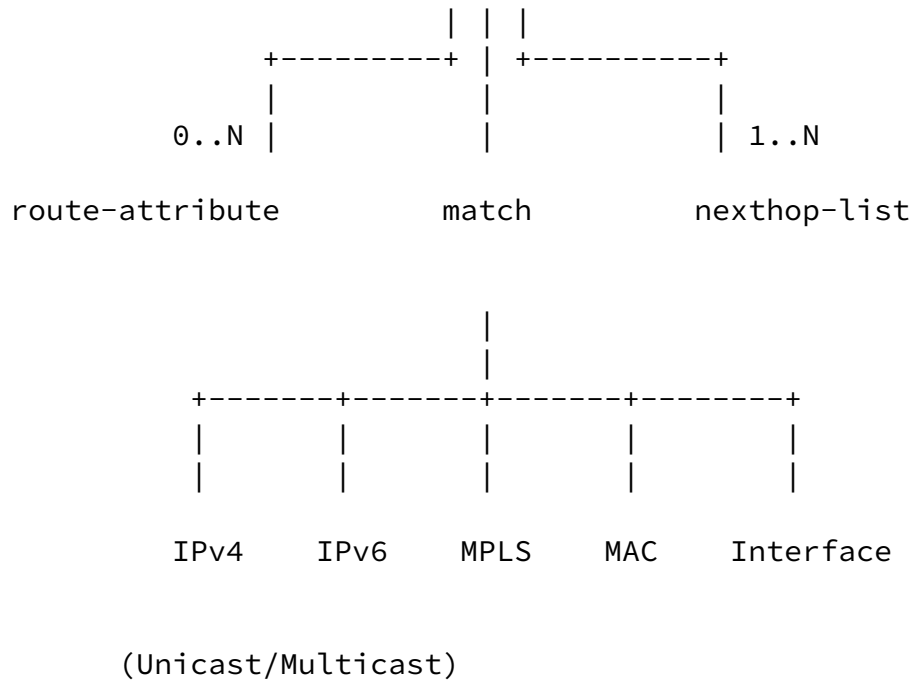 0..N 1..N
route-attribute match nexthop-list
IPv4 IPv6 MPLS MAC Interface
(Unicast/Multicast)